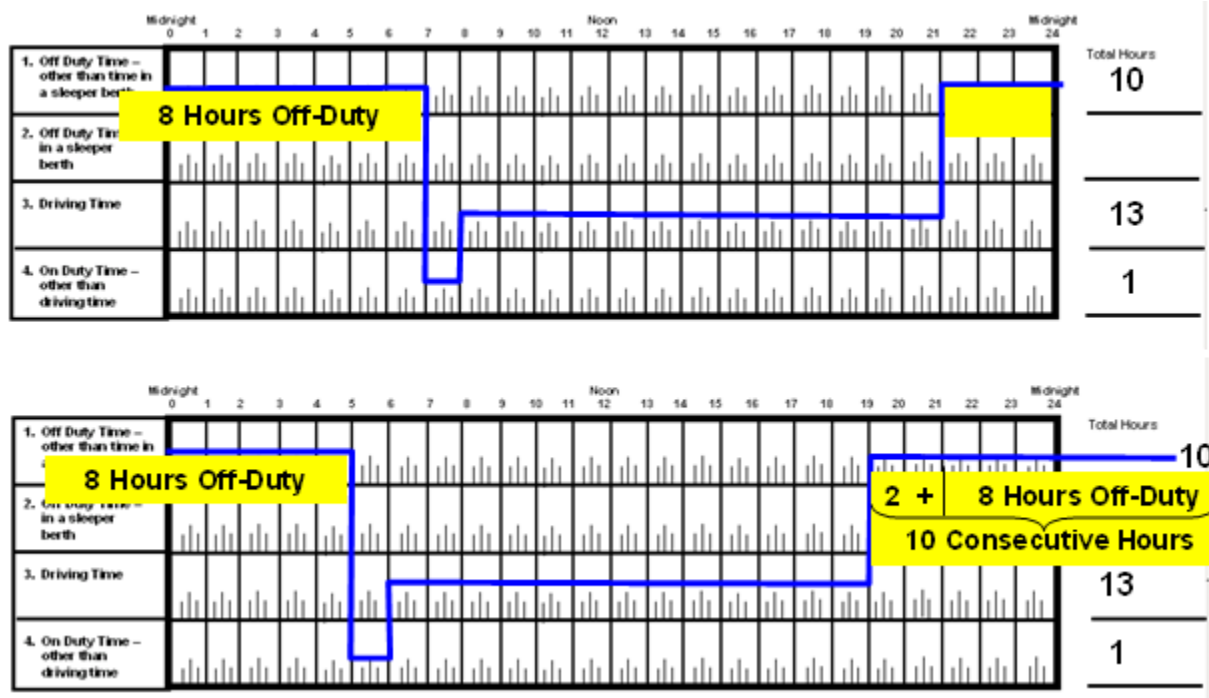 Midnight Noon Midnight
0 1 2 3 4 5 6 7 8 9 10 11 12 13 14 15 16 17 18 19 20 21 22 23 24
Total Hours
1. Off Duty Time –
other than time in
a sleeper
10
8 Hours Off-Duty
2. Off Duty
in a sleeper
berth
3. Driving Time
13
4. On Duty Time –
other than
driving time
1
Midnight Noon Midnight
0 1 2 3 4 5 6 7 8 9 10 11 12 13 14 15 16 17 18 19 20 21 22 23 24
Total Hours
1. Off Duty Time –
other than time in
10
8 Hours Off-Duty
2 + 8 Hours Off-Duty
2.
in a sleeper
berth
10 Consecutive Hours
3. Driving Time
13
4. On Duty Time –
other than
driving time
1